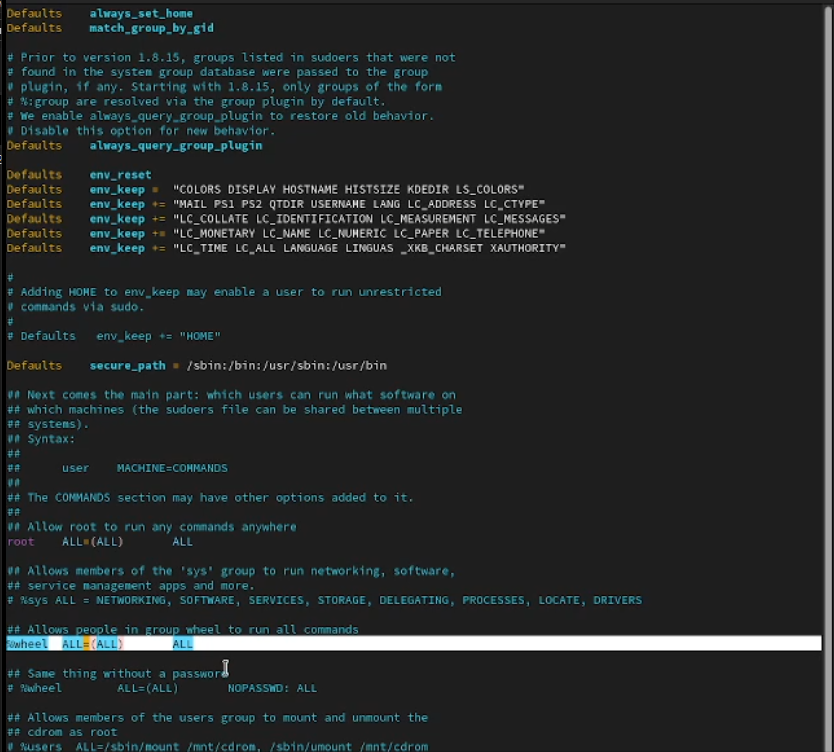 Defaults    always_set_home
Defaults    match_group_by_gid
# Prior to version 1.8.15, groups listed in sudoers that were not
# found in the system group database were passed to the group
# plugin, if any. Starting with 1.8.15, only groups of the form
# %:group are resolved via the group plugin by default.
# We enable always_query_group_plugin to restore old behavior.
# Disable this option for new behavior.
Defaults    always_query_group_plugin
Defaults    env_reset
Defaults    env_keep =  "COLORS DISPLAY HOSTNAME HISTSIZE KDEDIR LS_COLORS"
Defaults    env_keep += "MAIL PS1 PS2 QTDIR USERNAME LANG LC_ADDRESS LC_CTYPE"
Defaults    env_keep += "LC_COLLATE LC_IDENTIFICATION LC_MEASUREMENT LC_MESSAGES"
Defaults    env_keep += "LC_MONETARY LC_NAME LC_NUMERIC LC_PAPER LC_TELEPHONE"
Defaults    env_keep += "LC_TIME LC_ALL LANGUAGE LINGUAS _XKB_CHARSET XAUTHORITY"
#
# Adding HOME to env_keep may enable a user to run unrestricted
# commands via sudo.
#
# Defaults   env_keep += "HOME"
Defaults    secure_path = /sbin:/bin:/usr/sbin:/usr/bin
## Next comes the main part: which users can run what software on
## which machines (the sudoers file can be shared between multiple
## systems).
## Syntax:
##
##      user    MACHINE=COMMANDS
##
## The COMMANDS section may have other options added to it.
##
## Allow root to run any commands anywhere
root    ALL=(ALL)       ALL
## Allows members of the 'sys' group to run networking, software,
## service management apps and more.
# %sys ALL = NETWORKING, SOFTWARE, SERVICES, STORAGE, DELEGATING, PROCESSES, LOCATE, DRIVERS
## Allows people in group wheel to run all commands
%wheel  ALL=(ALL)       ALL
## Same thing without a password
# %wheel        ALL=(ALL)       NOPASSWD: ALL
## Allows members of the users group to mount and unmount the
## cdrom as root
# %users  ALL=/sbin/mount /mnt/cdrom, /sbin/umount /mnt/cdrom